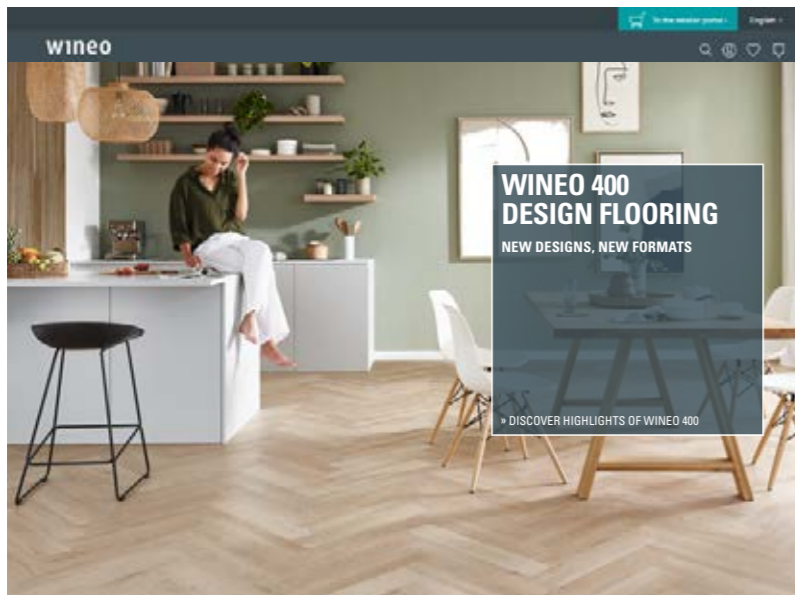 To the retailer portal ›
English
wineo
WINEO 400
DESIGN FLOORING
NEW DESIGNS, NEW FORMATS
» DISCOVER HIGHLIGHTS OF WINEO 400